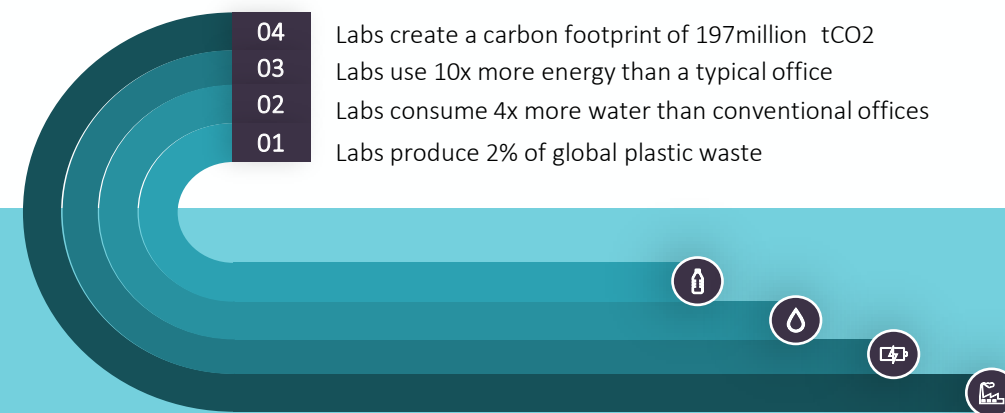 04 Labs create a carbon footprint of 197million tCO2
03 Labs use 10x more energy than a typical office
02 Labs consume 4x more water than conventional offices
01 Labs produce 2% of global plastic waste